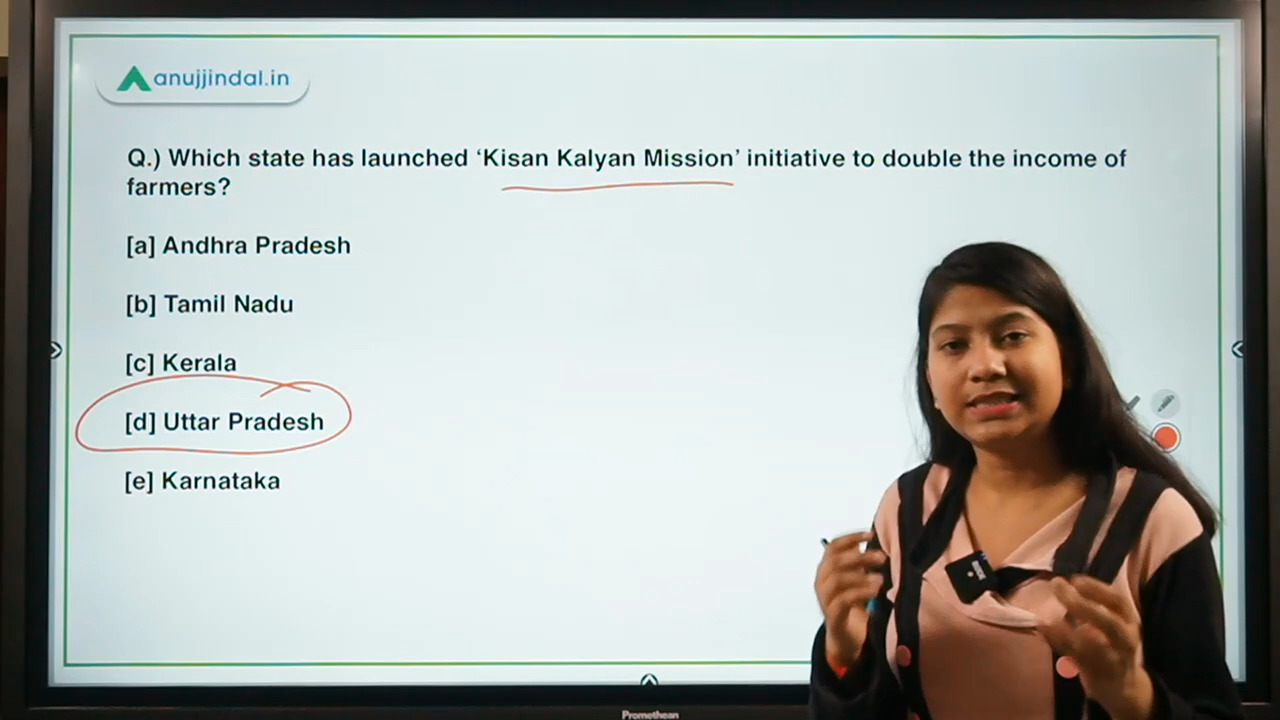 anujjindal.in
Q.) Which state has launched ‘Kisan Kalyan Mission’ initiative to double the income of
farmers?
[a] Andhra Pradesh
[b] Tamil Nadu
[c] Kerala
[d] Uttar Pradesh
[e] Karnataka
Promethean